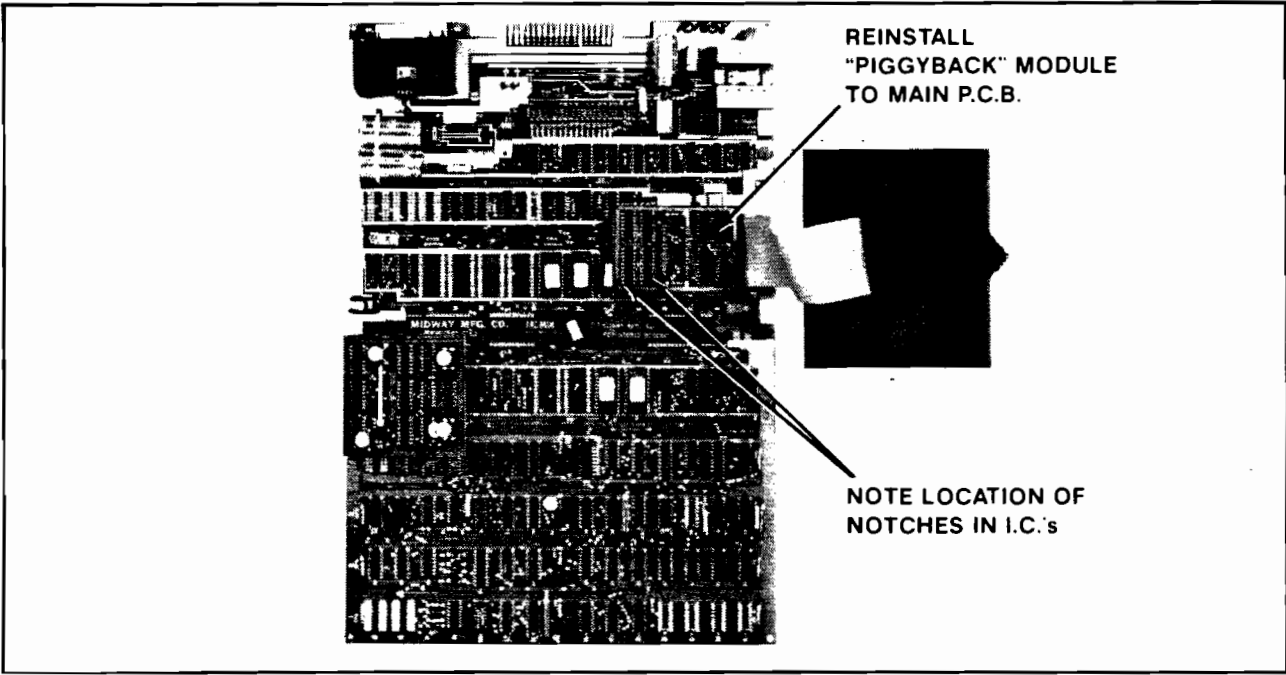 REINSTALL
"PIGGYBACK" MODULE
TO MAIN P.C.B.
MIDWAY MFG. CO.
NOTE LOCATION OF
NOTCHES IN I.C.'s